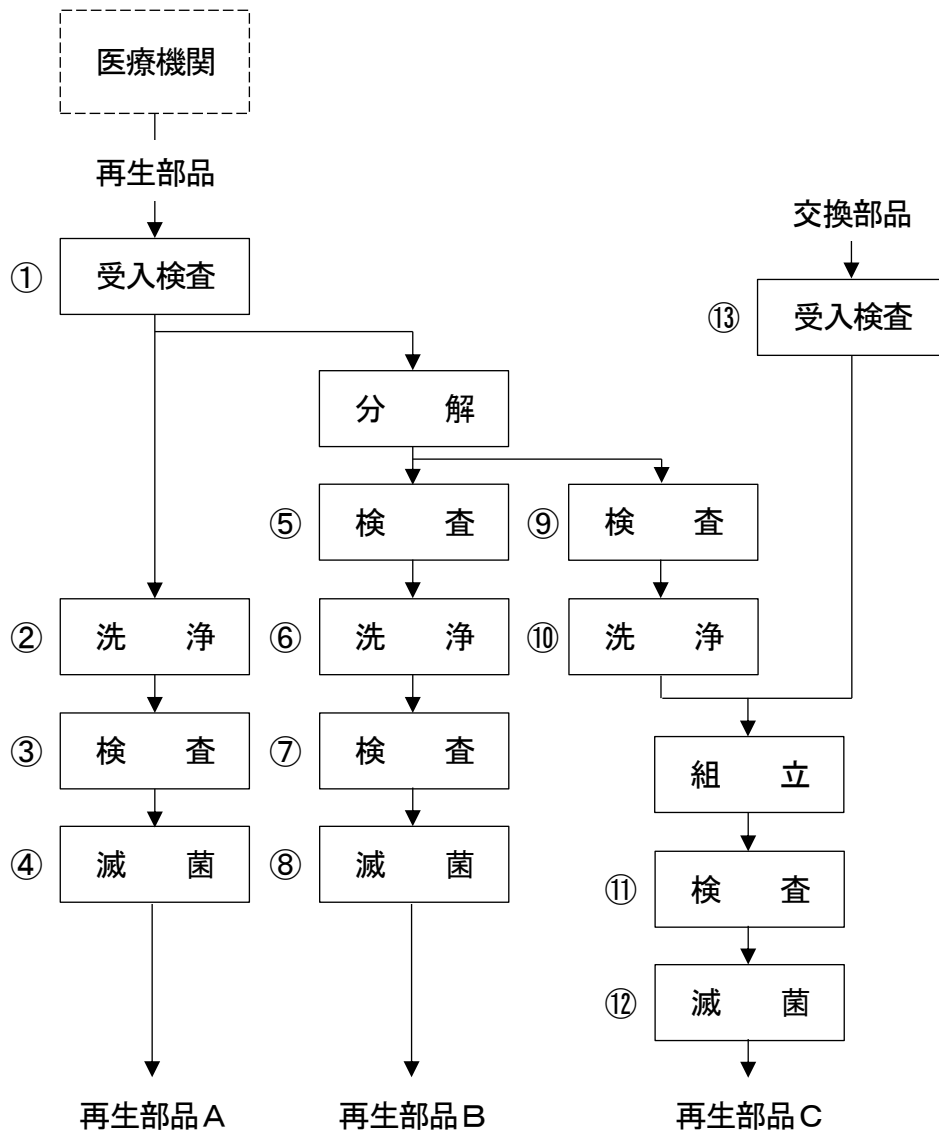 医療機関
再生部品
交換部品
① 受入検査
⑬ 受入検査
分　解
⑤ 検　査
⑨ 検　査
② 洗　浄
⑥ 洗　浄
⑩ 洗　浄
③ 検　査
⑦ 検　査
組　立
④ 滅　菌
⑧ 滅　菌
⑪ 検　査
⑫ 滅　菌
再生部品Ａ
再生部品Ｂ
再生部品Ｃ